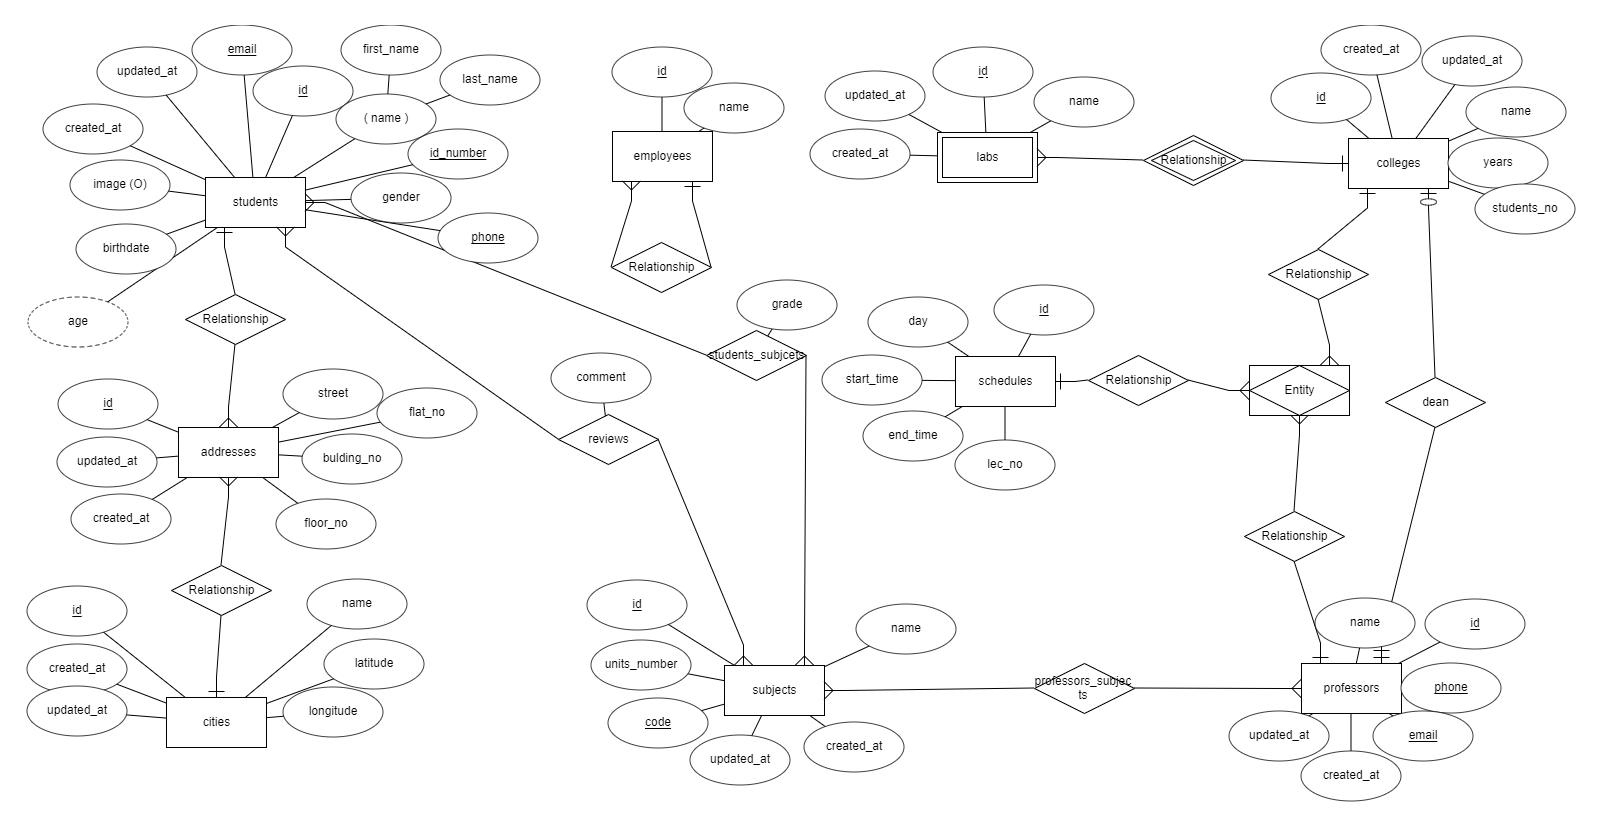 email
first_name
updated_at
last_name
id
( name )
created_at
id_number
image (O)
gender
students
phone
birthdate
age
Relationship
id
name
employees
Relationship
id
updated_at
name
created_at
labs
Relationship
created_at
updated_at
id
name
colleges
years
students_no
Relationship
dean
grade
students_subjcets
comment
reviews
day
id
start_time
schedules
end_time
lec_no
Relationship
Entity
Relationship
id
street
flat_no
addresses
updated_at
bulding_no
created_at
floor_no
Relationship
id
name
created_at
latitude
updated_at
longitude
cities
id
name
units_number
subjects
code
updated_at
created_at
professors_subjec
ts
name
id
professors
phone
updated_at
email
created_at